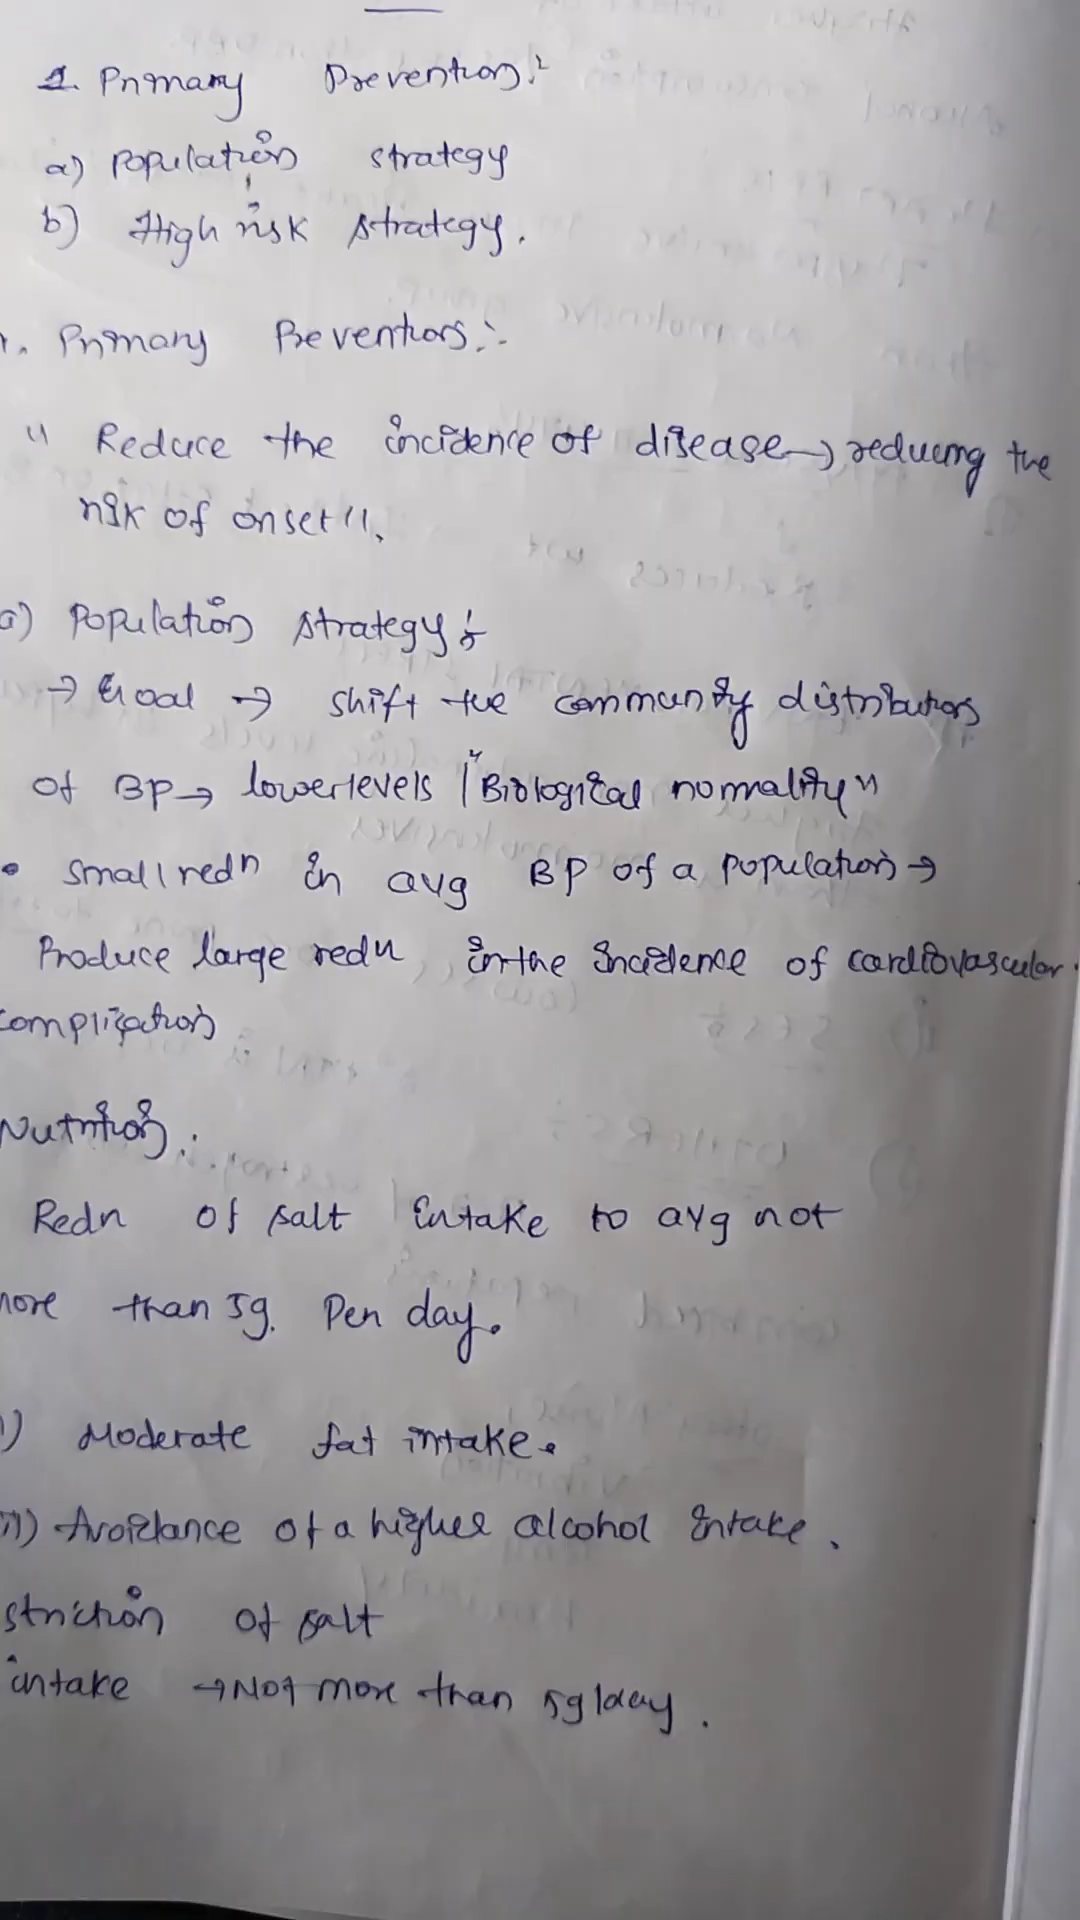 1. Primary Prevention:
a) Population strategy
b) High risk strategy.
1. Primary Prevention:-
" Reduce the incidence of disease → reducing the
risk of onset".
a) Population strategy :-
→ Goal → shift the community distribution
of BP → lower levels / "Biological normality"
• Small redn in avg BP of a population →
Produce large redn in the incidence of cardiovascular
complication
Nutrition:
Redn of salt intake to avg not
more than 5g. Per day.
) Moderate fat intake.
) Avoidance of a higher alcohol intake.
striction of salt
intake → Not more than 5g/day.